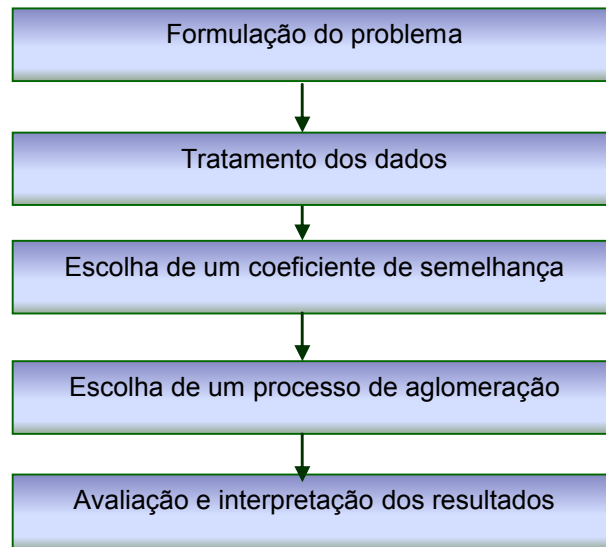 Formulação do problema
Tratamento dos dados
Escolha de um coeficiente de semelhança
Escolha de um processo de aglomeração
Avaliação e interpretação dos resultados